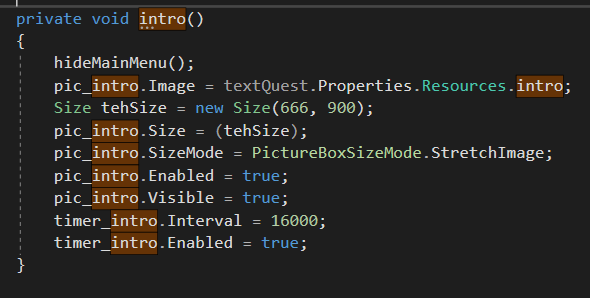 private void intro()
{
hideMainMenu();
pic_intro.Image = textQuest.Properties.Resources.intro;
Size tehSize = new Size(666, 900);
pic_intro.Size = (tehSize);
pic_intro.SizeMode = PictureBoxSizeMode.StretchImage;
pic_intro.Enabled = true;
pic_intro.Visible = true;
timer_intro.Interval = 16000;
timer_intro.Enabled = true;
}